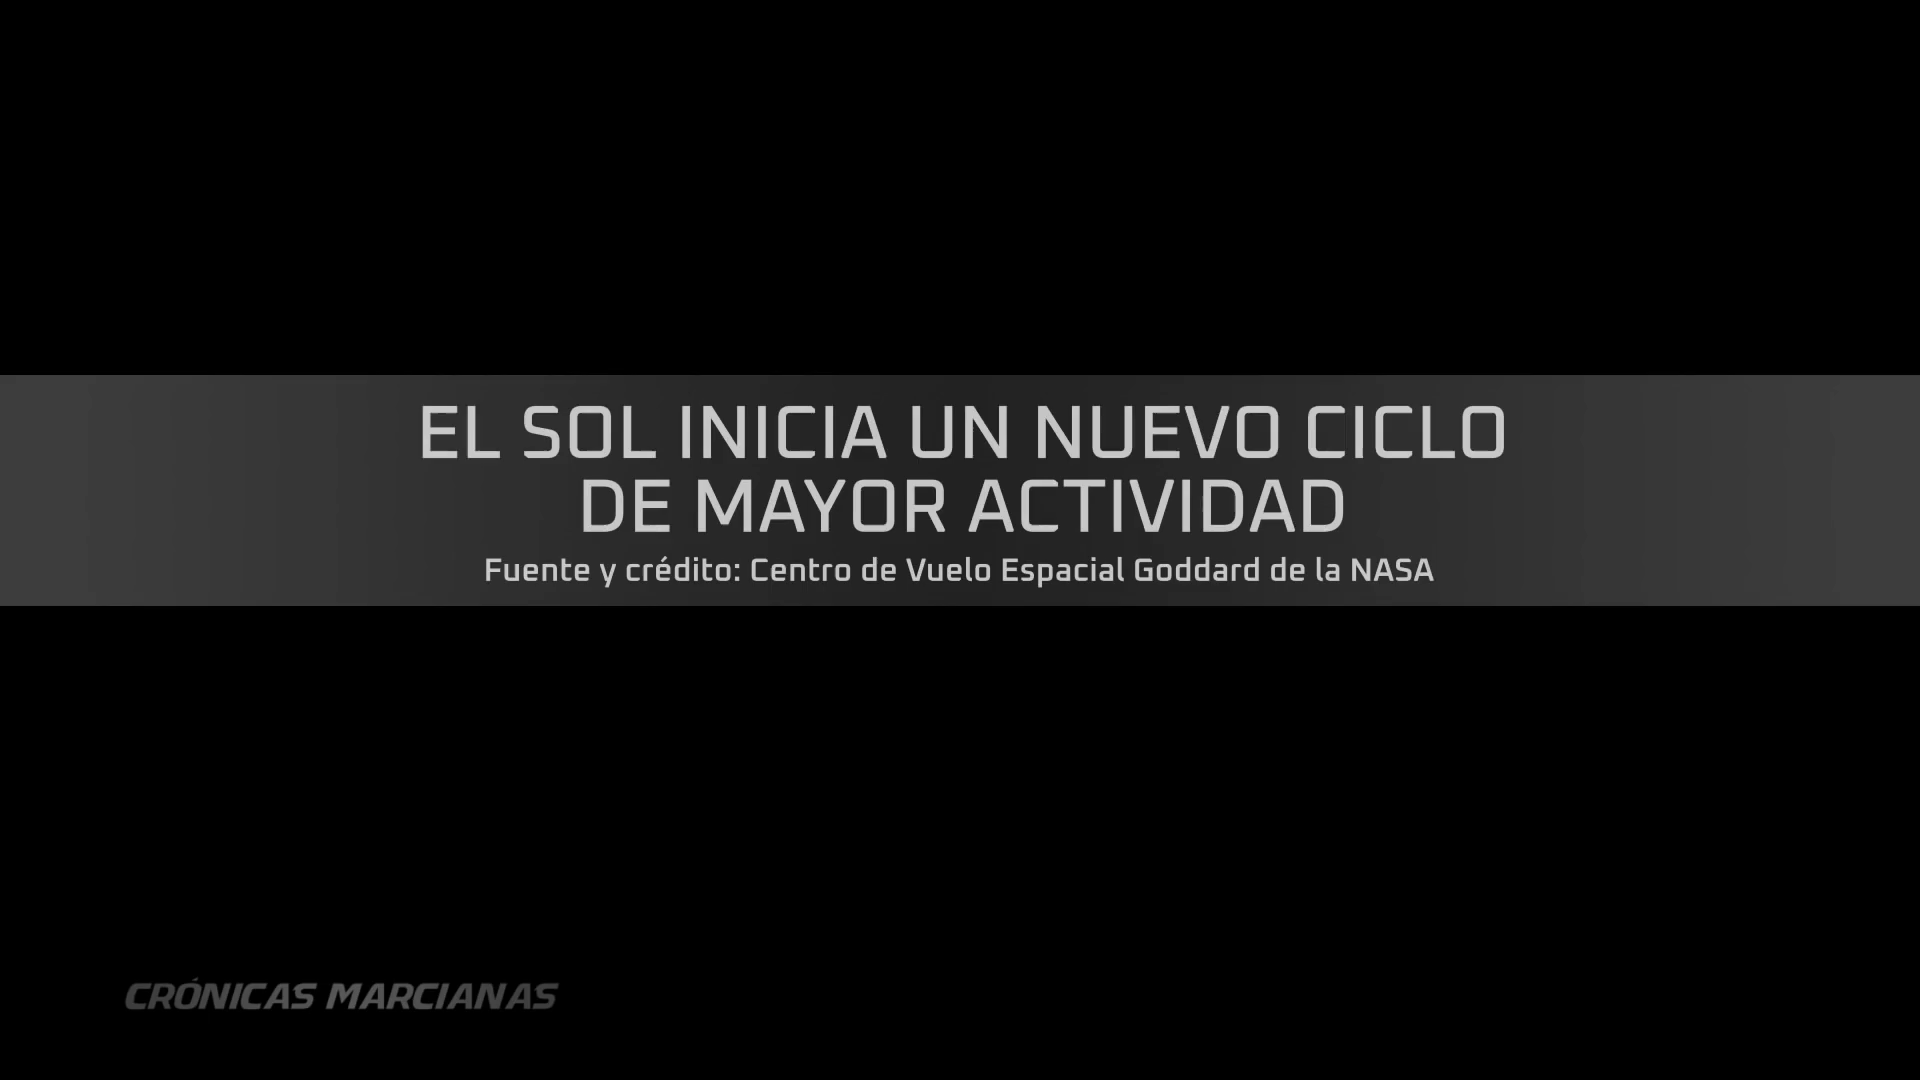 EL SOL INICIA UN NUEVO CICLO
DE MAYOR ACTIVIDAD
Fuente y crédito: Centro de Vuelo Espacial Goddard de la NASA
CRÓNICAS MARCIANAS